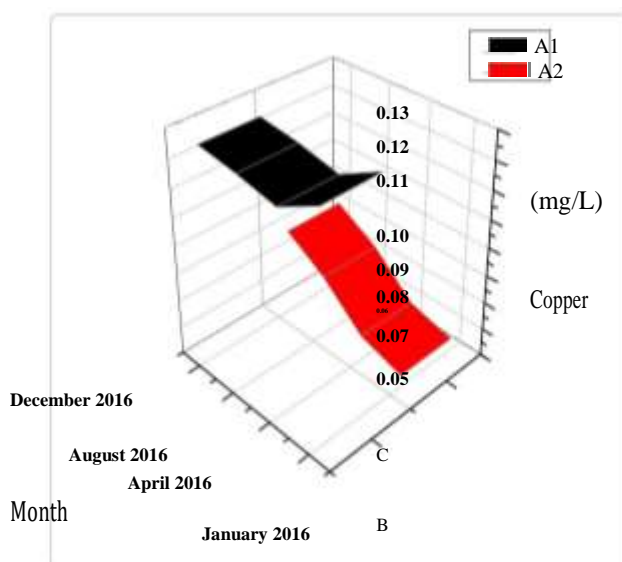 A1
A2
0.13
0.12
0.11
(mg/L)
0.10
0.09
0.08
Copper
0.07
0.05
December 2016
August 2016
C
April 2016
Month
B
January 2016